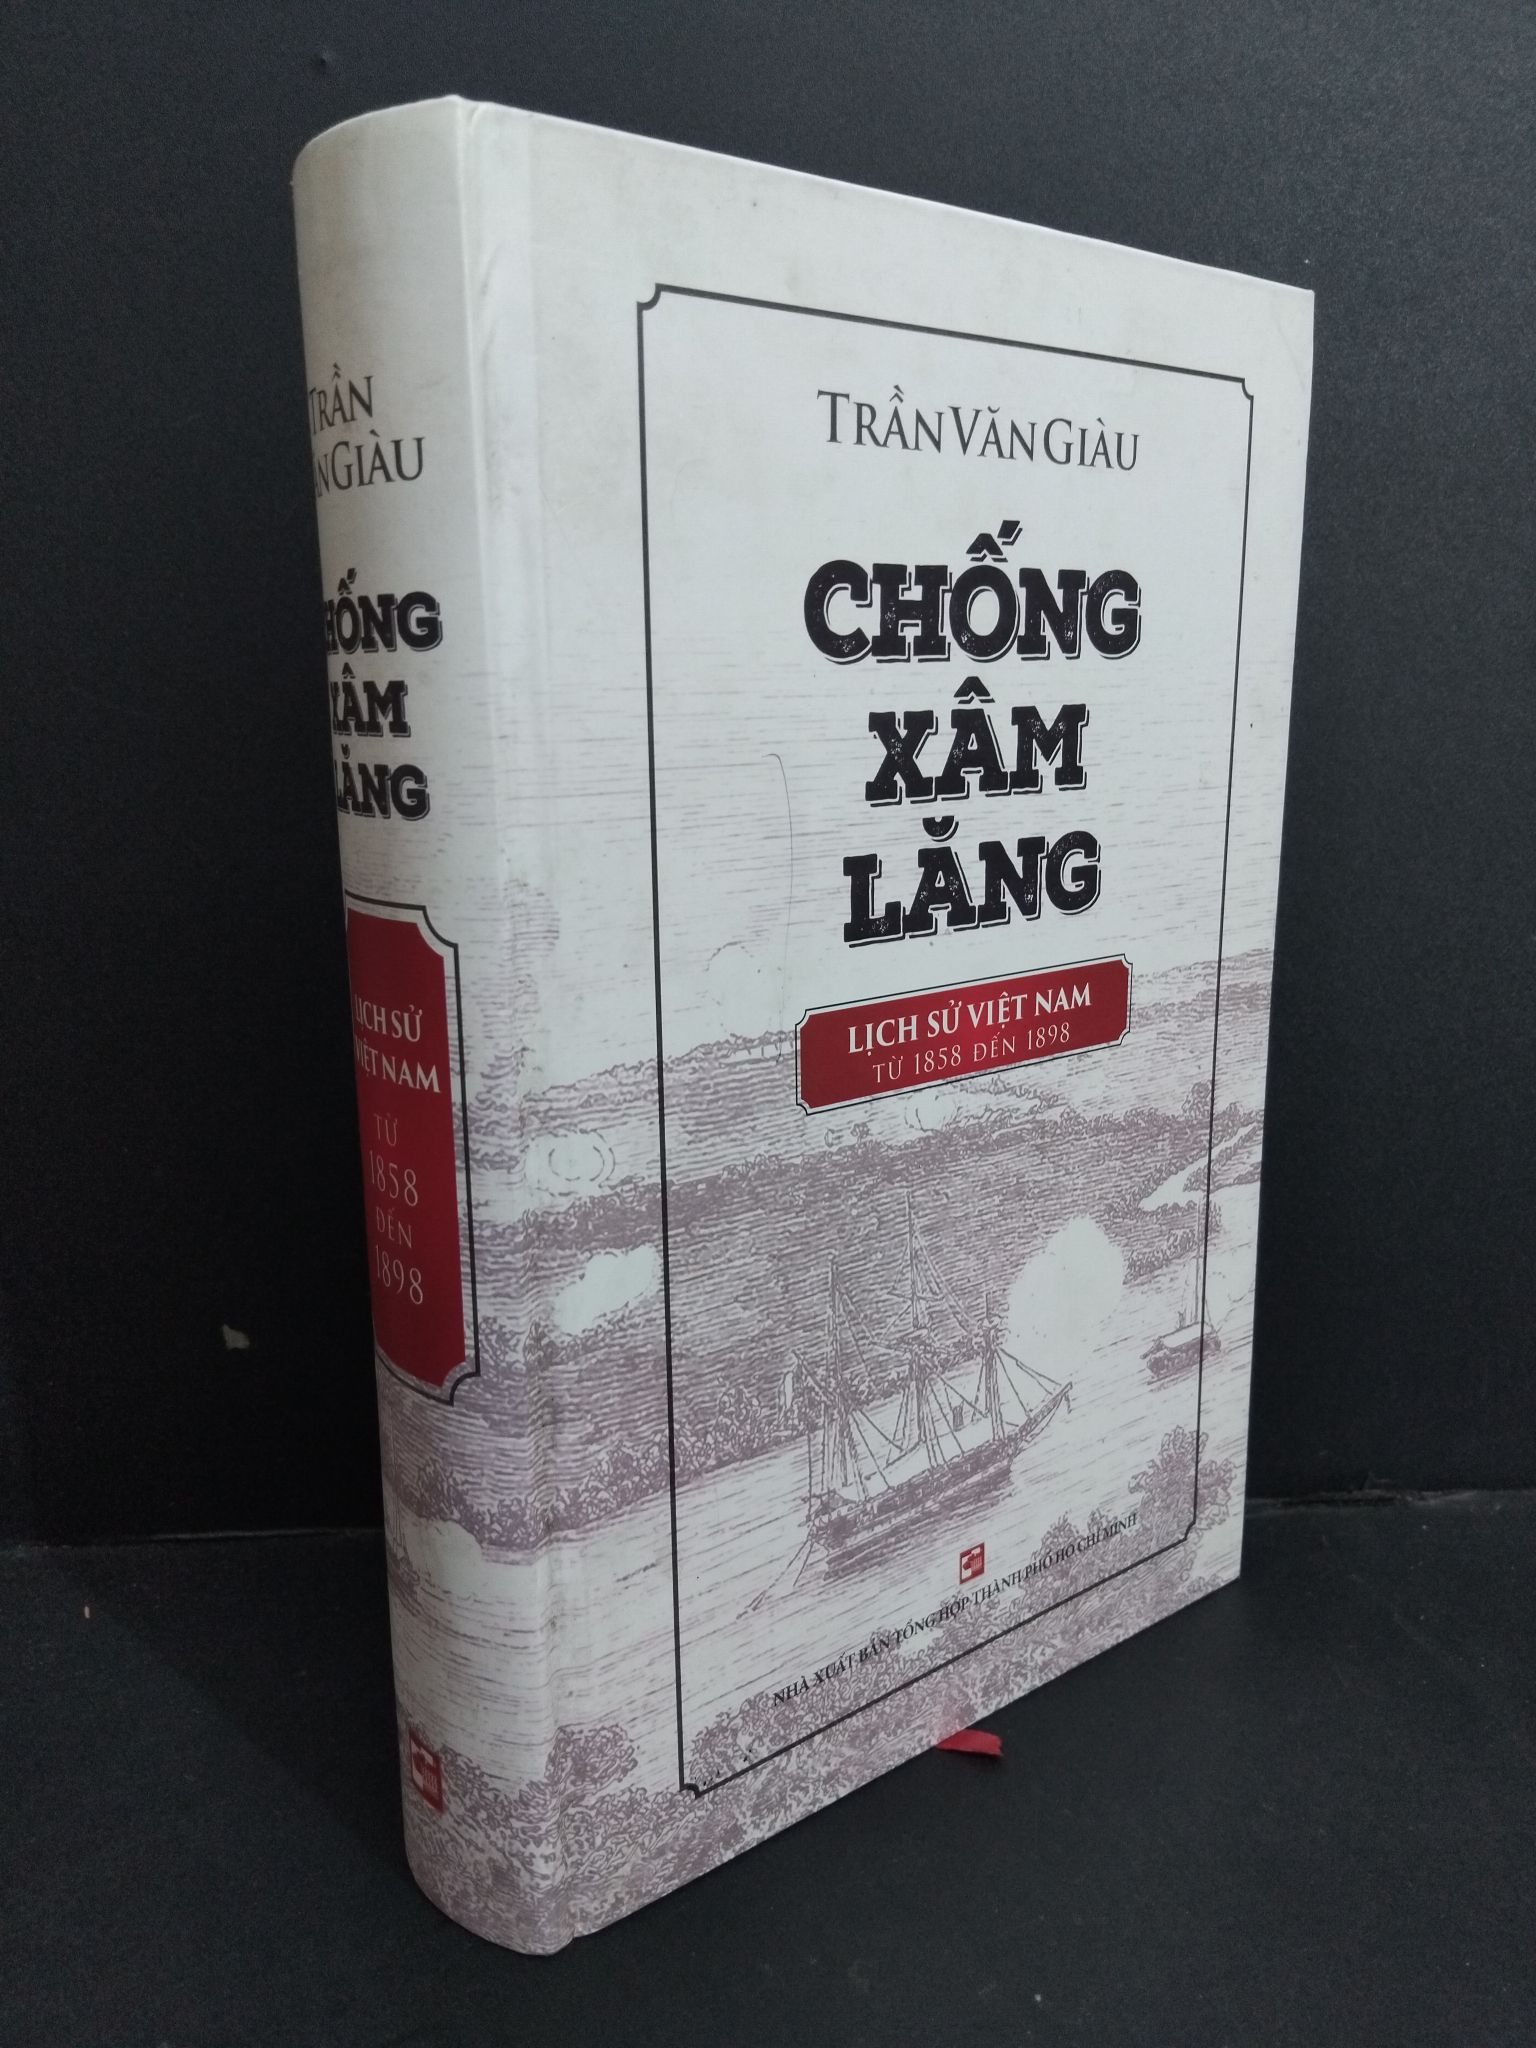 TRẦN VĂN GIÀU
CHỐNG
XÂM
LĂNG
LỊCH SỬ VIỆT NAM
TỪ 1858 ĐẾN 1898
NHÀ XUẤT BẢN TỔNG HỢP THÀNH PHỐ HỒ CHÍ MINH
TRẦN
VĂN GIÀU
CHỐNG
XÂM
LĂNG
LỊCH SỬ
VIỆT NAM
TỪ
1858
ĐẾN
1898